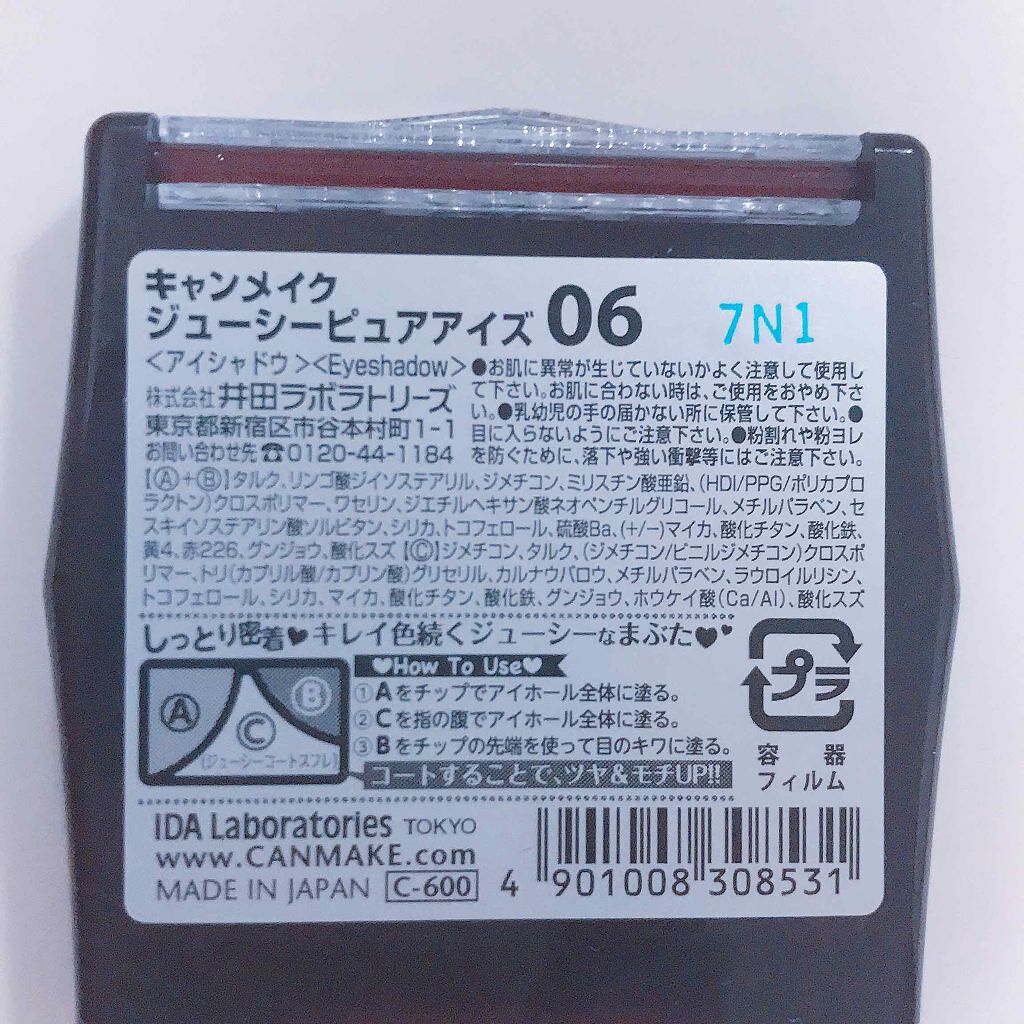 キャンメイク
ジューシーピュアアイズ 06
7N1
＜アイシャドウ＞＜Eyeshadow＞
株式会社 井田ラボラトリーズ
東京都新宿区市谷本村町1-1
お問い合わせ先☎0120-44-1184
●お肌に異常が生じていないかよく注意して使用し
て下さい。お肌に合わない時は、ご使用をおやめ下さ
い。●乳幼児の手の届かない所に保管して下さい。●
目に入らないようにご注意下さい。●粉割れや粉ヨレ
を防ぐために、落下や強い衝撃等にはご注意下さい。
【Ⓐ+Ⓑ】タルク、リンゴ酸ジイソステアリル、ジメチコン、ミリスチン酸亜鉛、(HDI/PPG/ポリカプロ
ラクトン)クロスポリマー、ワセリン、ジエチルヘキサン酸ネオペンチルグリコール、メチルパラベン、セ
スキイソステアリン酸ソルビタン、シリカ、トコフェロール、硫酸Ba、(+/−)マイカ、酸化チタン、酸化鉄、
黄4、赤226、グンジョウ、酸化スズ【Ⓒ】ジメチコン、タルク、(ジメチコン/ビニルジメチコン)クロスポ
リマー、トリ(カプリル酸/カプリン酸)グリセリル、カルナウバロウ、メチルパラベン、ラウロイルリシン、
トコフェロール、シリカ、マイカ、酸化チタン、酸化鉄、グンジョウ、ホウケイ酸(Ca/Al)、酸化スズ
しっとり密着♥キレイ色続くジューシーなまぶた♥♥
Ⓐ
Ⓑ
Ⓒ
(ジューシーコートスフレ)
♥How To Use♥
①Aをチップでアイホール全体に塗る。
②Cを指の腹でアイホール全体に塗る。
③Bをチップの先端を使って目のキワに塗る。
コートすることで、ツヤ&モチUP!!
プラ
容器
フィルム
IDA Laboratories TOKYO
www.CANMAKE.com
MADE IN JAPAN C-600
4 901008 308531